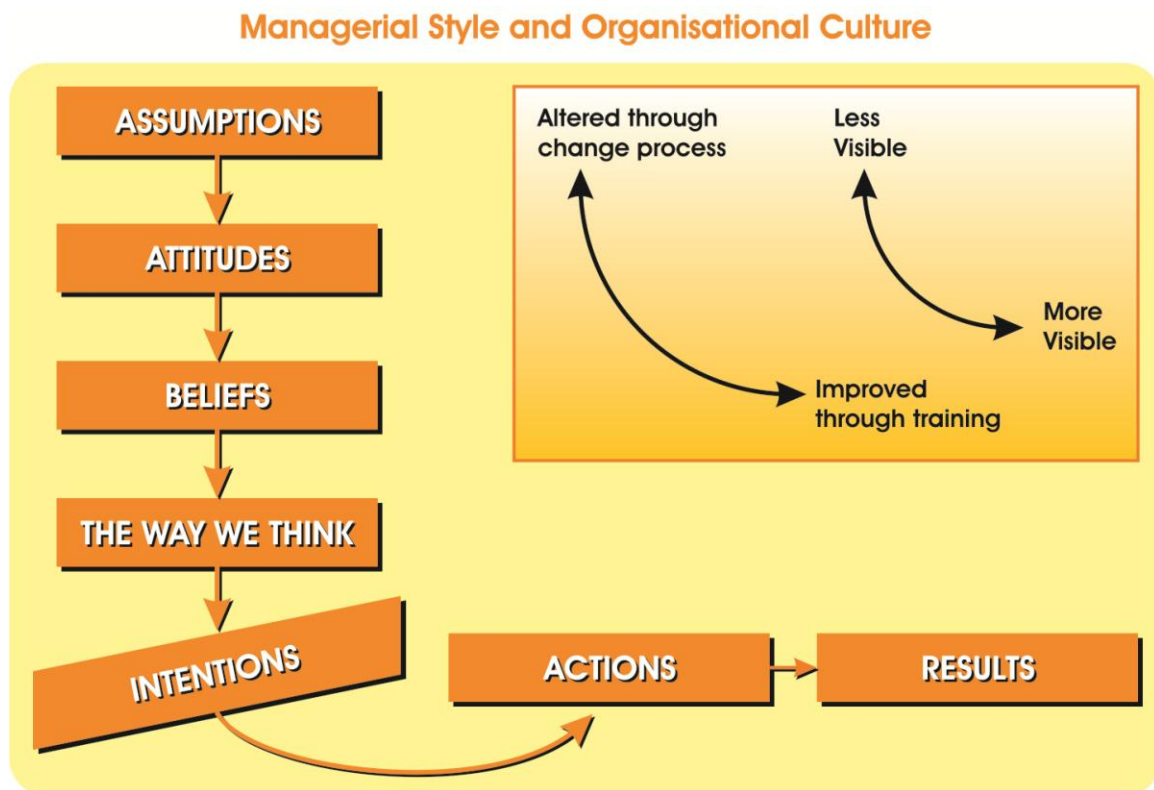 Managerial Style and Organisational Culture
ASSUMPTIONS
ATTITUDES
BELIEFS
THE WAY WE THINK
INTENTIONS
ACTIONS
RESULTS
Altered through
change process
Less
Visible
More
Visible
Improved
through training